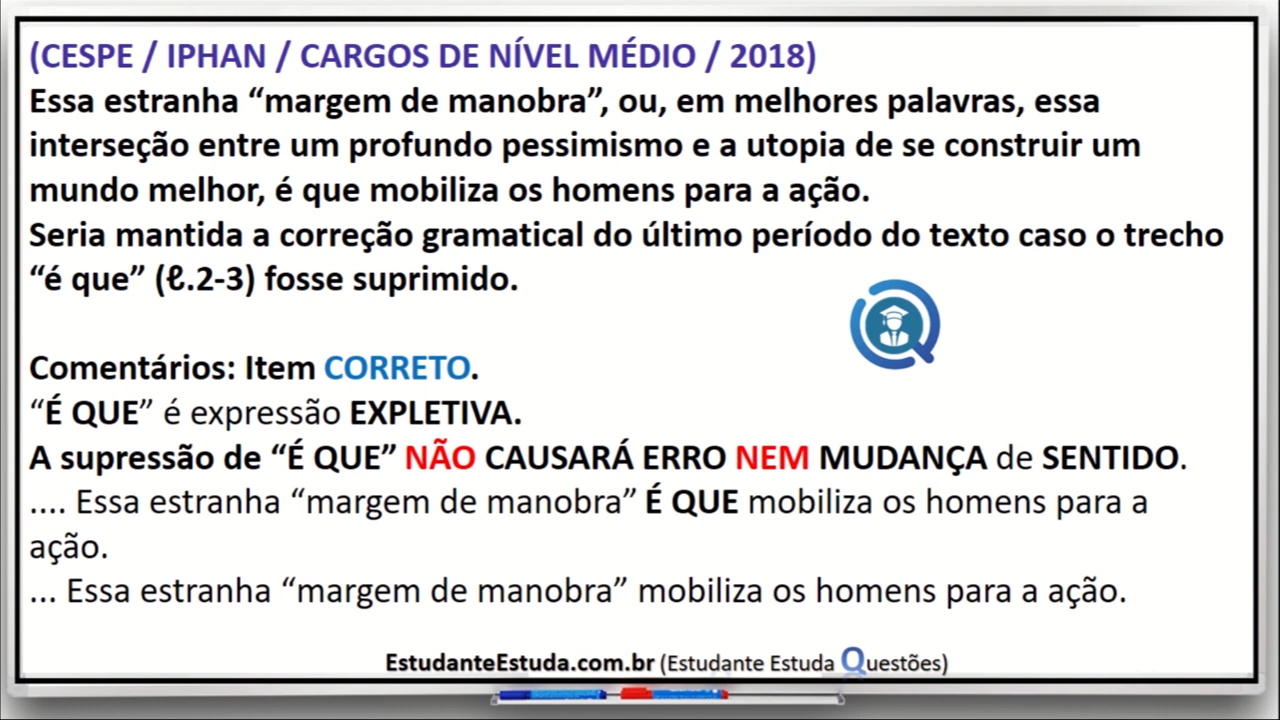 (CESPE / IPHAN / CARGOS DE NÍVEL MÉDIO / 2018)
Essa estranha “margem de manobra”, ou, em melhores palavras, essa
interseção entre um profundo pessimismo e a utopia de se construir um
mundo melhor, é que mobiliza os homens para a ação.
Seria mantida a correção gramatical do último período do texto caso o trecho
“é que” (ℓ.2-3) fosse suprimido.
Comentários: Item CORRETO.
“É QUE” é expressão EXPLETIVA.
A supressão de “É QUE” NÃO CAUSARÁ ERRO NEM MUDANÇA de SENTIDO.
.... Essa estranha “margem de manobra” É QUE mobiliza os homens para a
ação.
... Essa estranha “margem de manobra” mobiliza os homens para a ação.
EstudanteEstuda.com.br (Estudante Estuda Questões)